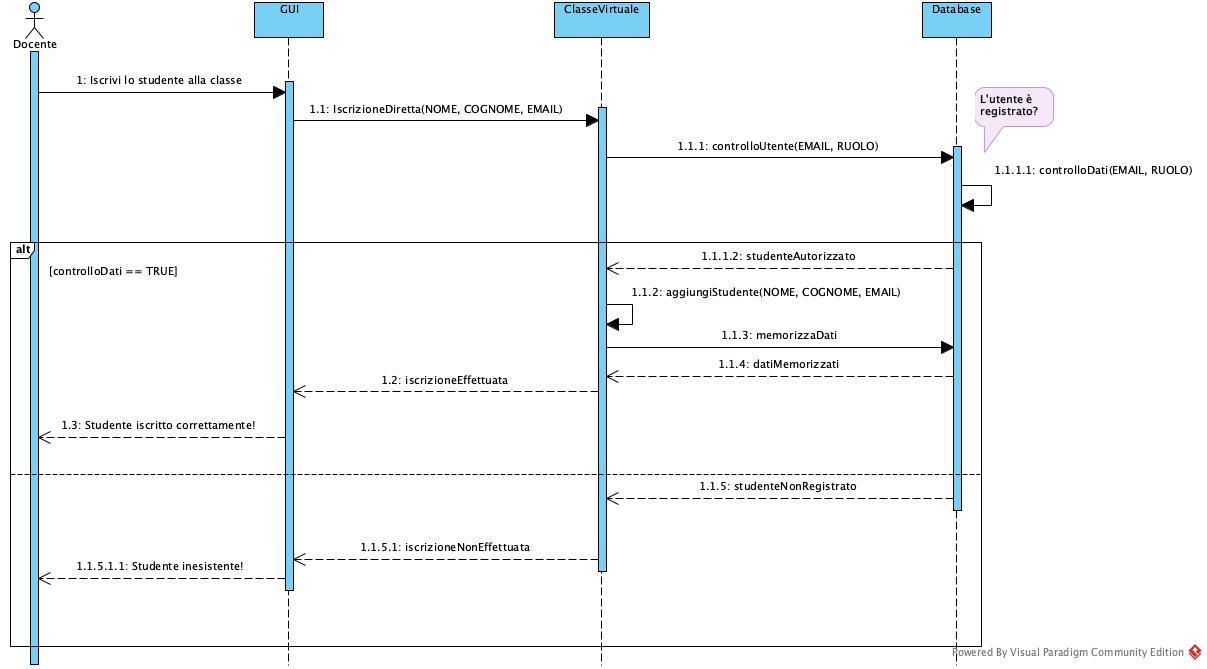 GUI
ClasseVirtuale
Database
Docente
1: Iscrivi lo studente alla classe
1.1: IscrizioneDiretta(NOME, COGNOME, EMAIL)
L'utente è
registrato?
1.1.1: controlloUtente(EMAIL, RUOLO)
1.1.1.1: controlloDati(EMAIL, RUOLO)
alt
[controlloDati == TRUE]
1.1.1.2: studenteAutorizzato
1.1.2: aggiungiStudente(NOME, COGNOME, EMAIL)
1.1.3: memorizzaDati
1.1.4: datiMemorizzati
1.2: iscrizioneEffettuata
1.3: Studente iscritto correttamente!
1.1.5: studenteNonRegistrato
1.1.5.1: iscrizioneNonEffettuata
1.1.5.1.1: Studente inesistente!
Powered By Visual Paradigm Community Edition